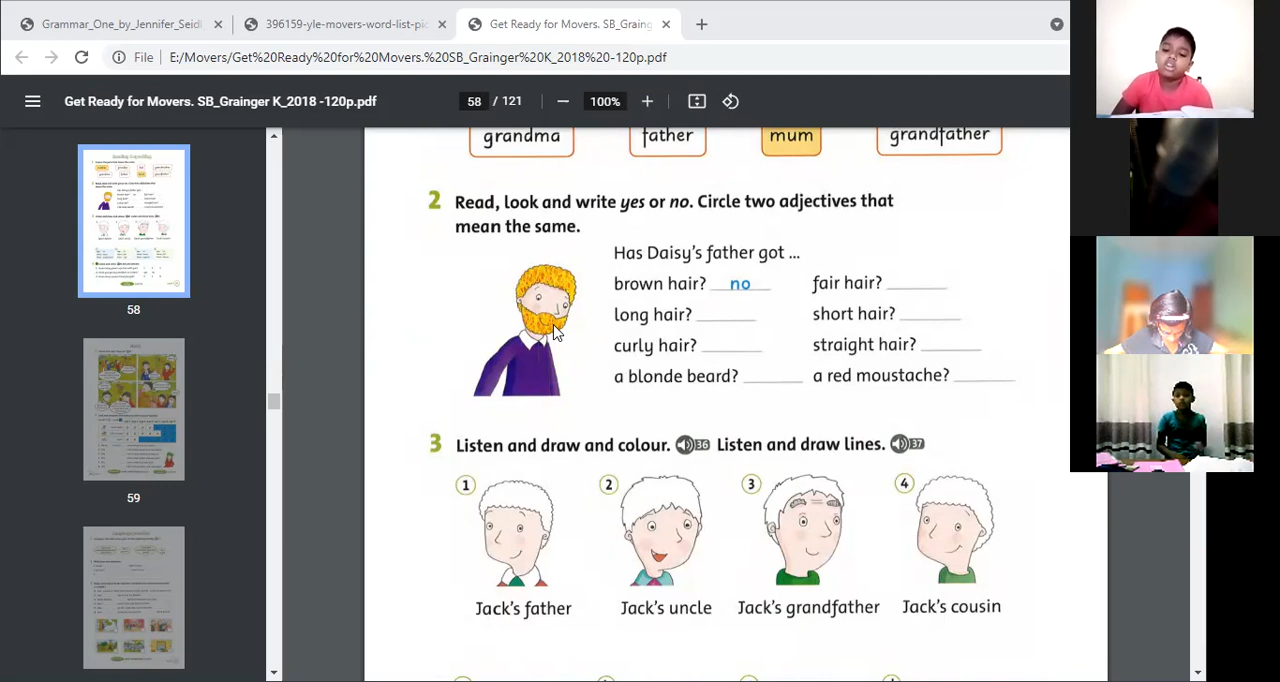 Grammar_One_by_Jennifer_Seidl
396159-yle-movers-word-list-pic
Get Ready for Movers. SB_Graing
File
E:/Movers/Get%20Ready%20for%20Movers.%20SB_Grainger%20K_2018%20-120p.pdf
Get Ready for Movers. SB_Grainger K_2018 -120p.pdf
58 / 121
100%
grandma father mum grandfather
2 Read, look and write yes or no. Circle two adjectives that
mean the same.
Has Daisy's father got ...
brown hair? no fair hair?
long hair? short hair?
curly hair? straight hair?
a blonde beard? a red moustache?
3 Listen and draw and colour. 36 Listen and draw lines. 37
1 2 3 4
Jack's father Jack's uncle Jack's grandfather Jack's cousin
58
59